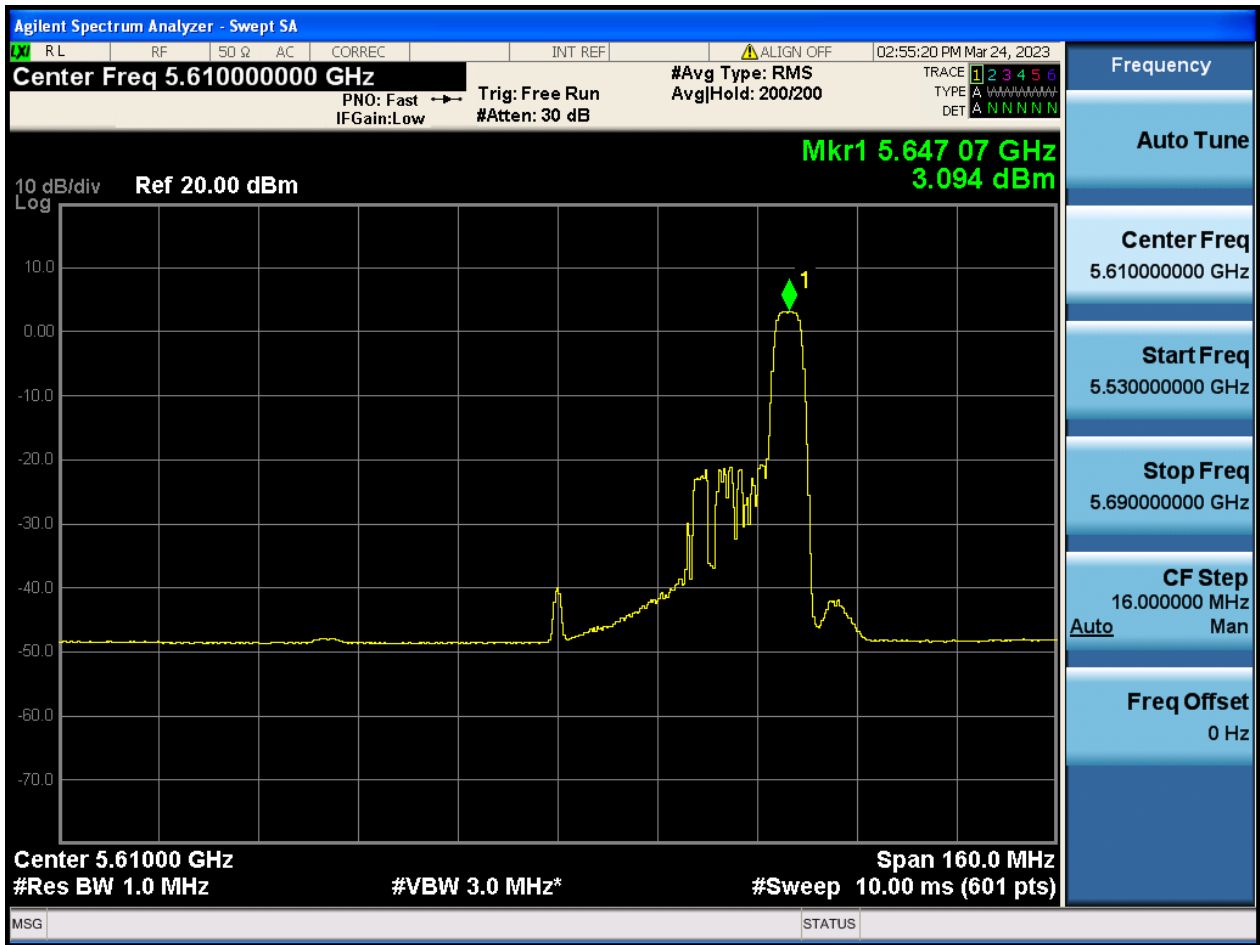 Agilent Spectrum Analyzer - Swept SA
LXI RL RF 50 Ω AC CORREC INT REF ALIGN OFF 02:55:20 PM Mar 24, 2023
Center Freq 5.610000000 GHz
PNO: Fast
IFGain:Low
Trig: Free Run
#Atten: 30 dB
#Avg Type: RMS
Avg|Hold: 200/200
TRACE 1 2 3 4 5 6
TYPE A WWWWW
DET A N N N N N
Mkr1 5.647 07 GHz
3.094 dBm
10 dB/div Ref 20.00 dBm
Log
10.0
0.00
-10.0
-20.0
-30.0
-40.0
-50.0
-60.0
-70.0
1
Center 5.61000 GHz Span 160.0 MHz
#Res BW 1.0 MHz #VBW 3.0 MHz* #Sweep 10.00 ms (601 pts)
MSG STATUS
Frequency
Auto Tune
Center Freq
5.610000000 GHz
Start Freq
5.530000000 GHz
Stop Freq
5.690000000 GHz
CF Step
16.000000 MHz
Auto Man
Freq Offset
0 Hz